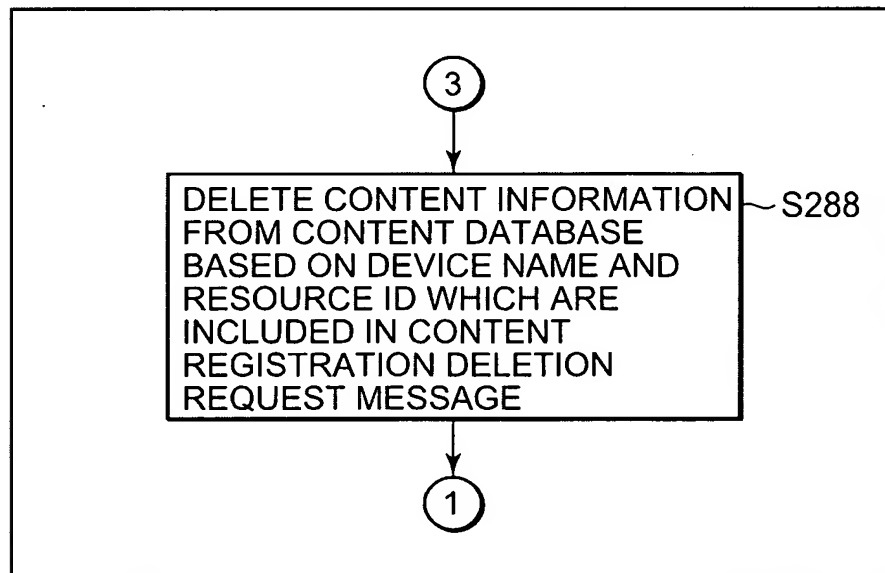 3
DELETE CONTENT INFORMATION
FROM CONTENT DATABASE
BASED ON DEVICE NAME AND
RESOURCE ID WHICH ARE
INCLUDED IN CONTENT
REGISTRATION DELETION
REQUEST MESSAGE
S288
1